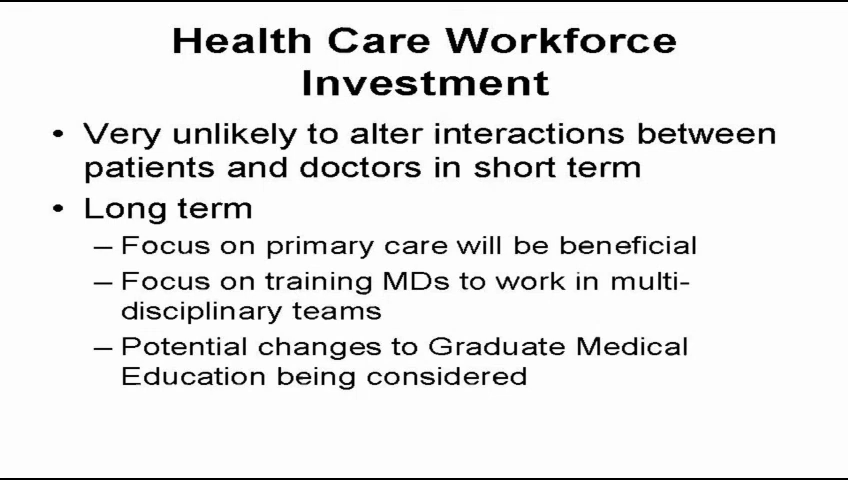 Health Care Workforce
Investment
• Very unlikely to alter interactions between
patients and doctors in short term
• Long term
– Focus on primary care will be beneficial
– Focus on training MDs to work in multi-
disciplinary teams
– Potential changes to Graduate Medical
Education being considered